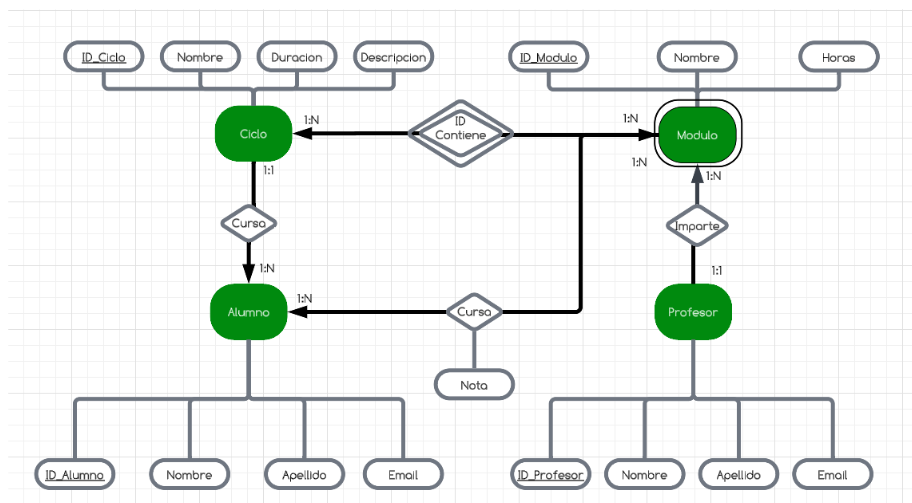 ID_Ciclo
Nombre
Duracion
Descripcion
ID_Modulo
Nombre
Horas
Ciclo
1:N
ID
Contiene
1:N
Modulo
1:N
1:1
1:N
Cursa
Imparte
1:N
1:1
Alumno
1:N
Cursa
Profesor
Nota
ID_Alumno
Nombre
Apellido
Email
ID_Profesor
Nombre
Apellido
Email